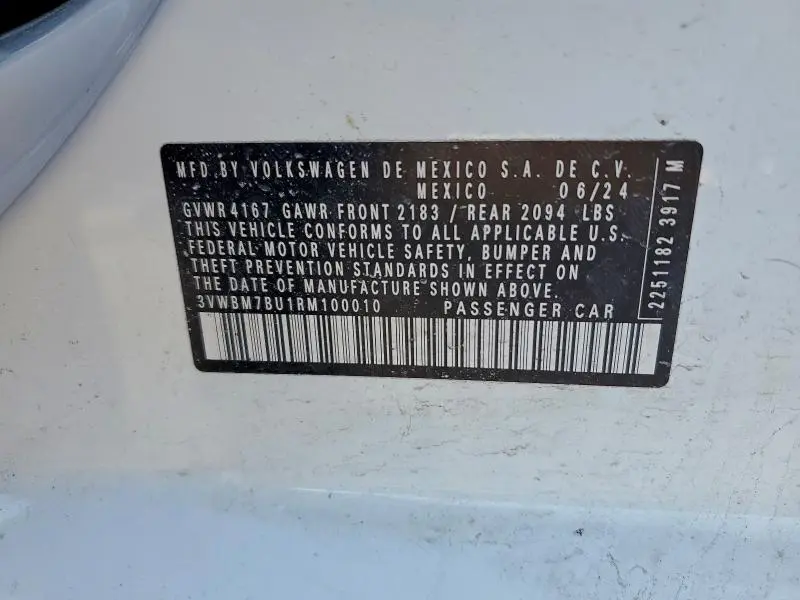 MFD BY VOLKSWAGEN DE MEXICO S.A. DE C.V.
MEXICO 06/24
GVWR 4167 GAWR FRONT 2183 / REAR 2094 LBS
THIS VEHICLE CONFORMS TO ALL APPLICABLE U.S.
FEDERAL MOTOR VEHICLE SAFETY, BUMPER AND
THEFT PREVENTION STANDARDS IN EFFECT ON
THE DATE OF MANUFACTURE SHOWN ABOVE.
3VWBM7BU1RM100010 PASSENGER CAR
2251182 3917 M